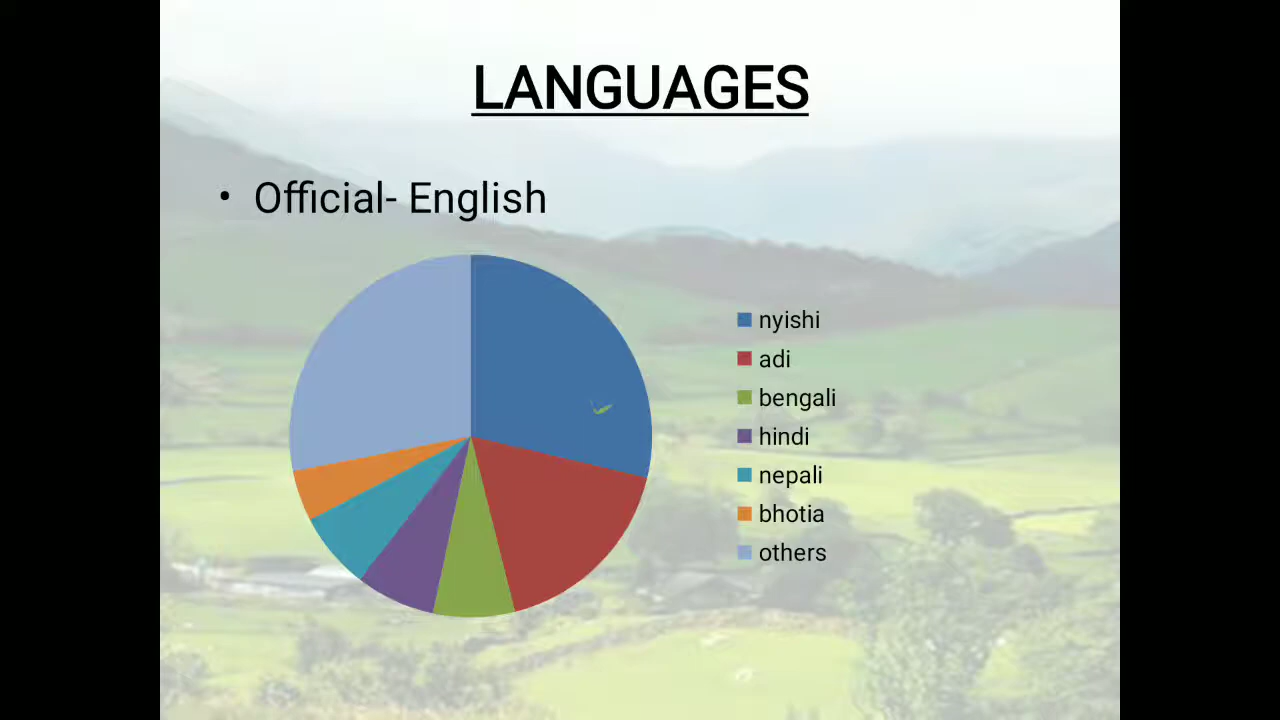 LANGUAGES
• Official- English
nyishi
adi
bengali
hindi
nepali
bhotia
others